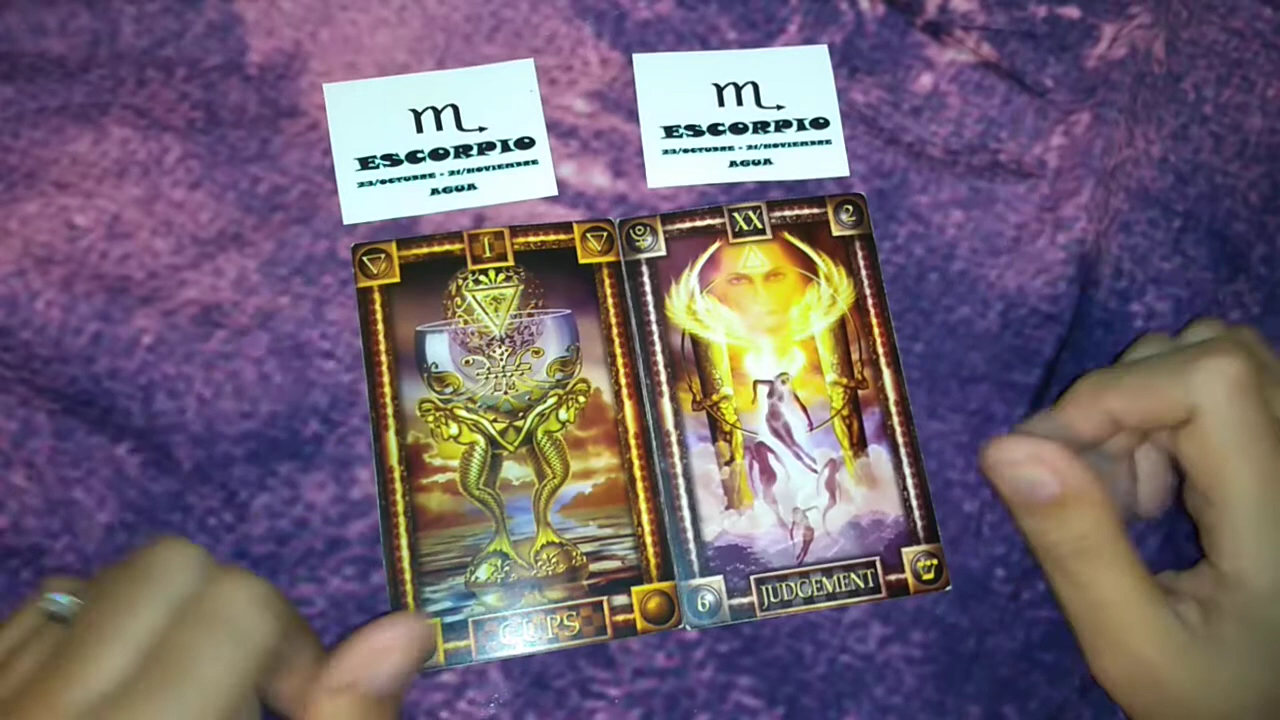 ESCORPIO
23/OCTUBRE - 21/NOVIEMBRE
AGUA
ESCORPIO
23/OCTUBRE - 21/NOVIEMBRE
AGUA
I
CUPS
XX
2
6
JUDGEMENT